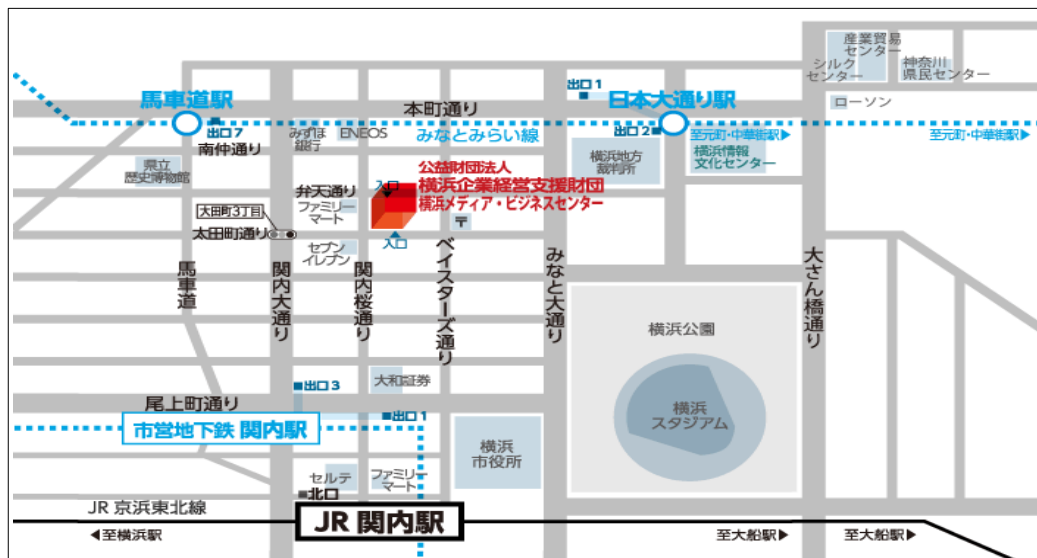 産業貿易
センター
シルク
センター
神奈川
県民センター
出口1
馬車道駅
本町通り
日本大通り駅
ローソン
出口7
みずほ
銀行
ENEOS
みなとみらい線
出口2
至元町・中華街駅▶
至元町・中華街駅▶
南仲通り
県立
歴史博物館
横浜地方
裁判所
横浜情報
文化センター
公益財団法人
横浜企業経営支援財団
横浜メディア・ビジネスセンター
入口
弁天通り
ファミリー
マート
大田町3丁目
太田町通り
〒
セブン
イレブン
入口
馬車道
関内大通り
関内桜通り
ベイスターズ通り
みなと大通り
大さん橋通り
横浜公園
横浜
スタジアム
出口3
大和証券
尾上町通り
出口1
市営地下鉄 関内駅
横浜
市役所
セルテ
ファミリー
マート
北口
JR 京浜東北線
JR 関内駅
◀至横浜駅
至大船駅▶
至大船駅▶